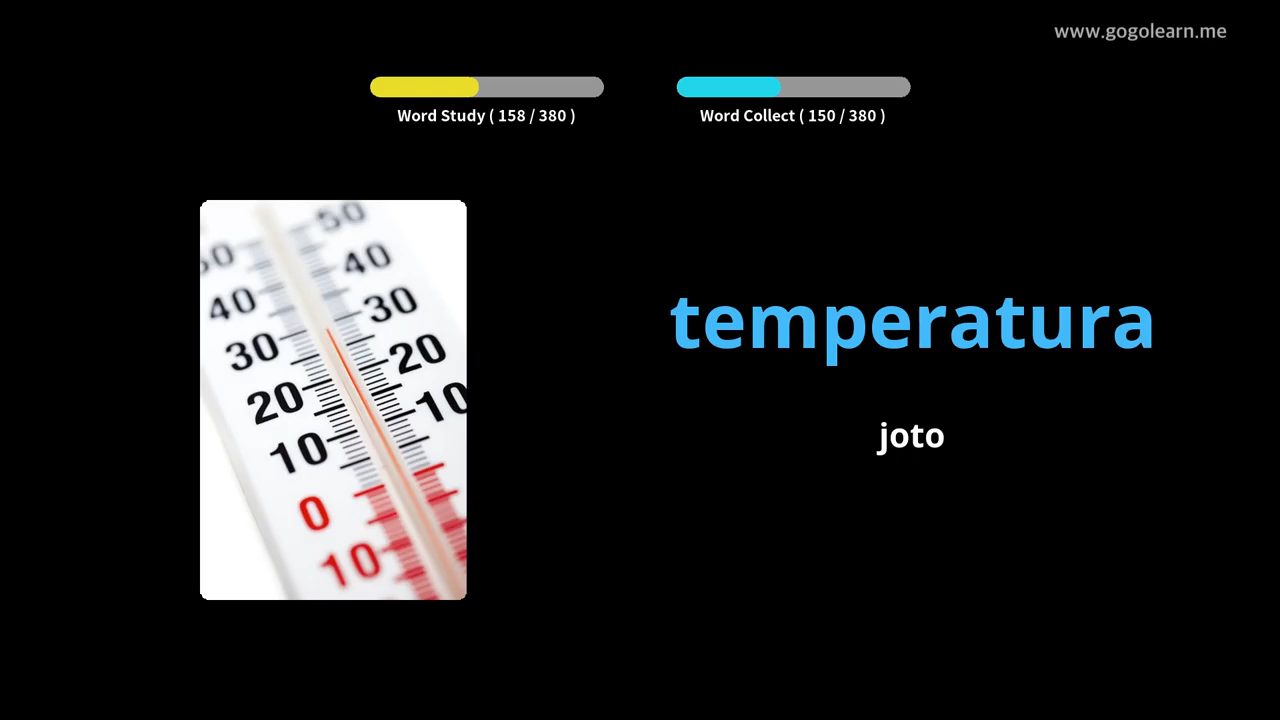 www.gogolearn.me
Word Study ( 158 / 380 )
Word Collect ( 150 / 380 )
50
40
40
30
30
20
20
10
10
0
10
temperatura
joto